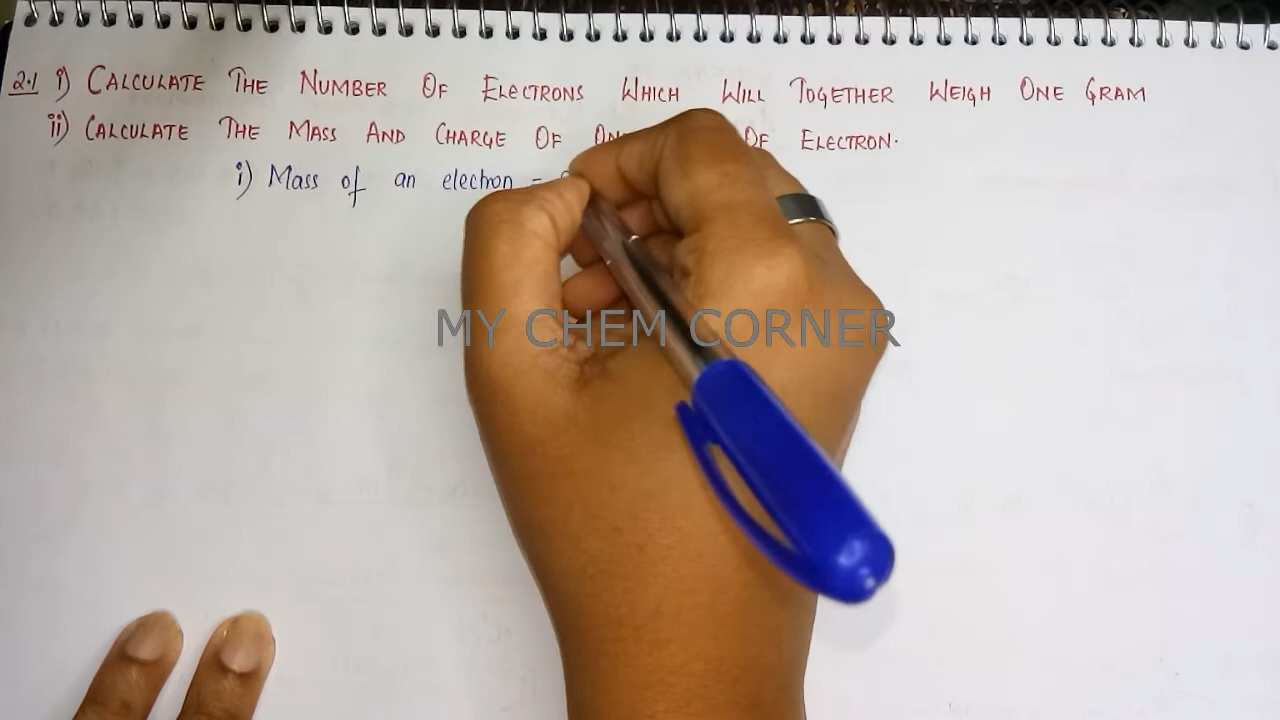 2.1 i) CALCULATE THE NUMBER OF ELECTRONS WHICH WILL TOGETHER WEIGH ONE GRAM
ii) CALCULATE THE MASS AND CHARGE OF OF ELECTRON.
i) Mass of an electron =
MY CHEM CORNER